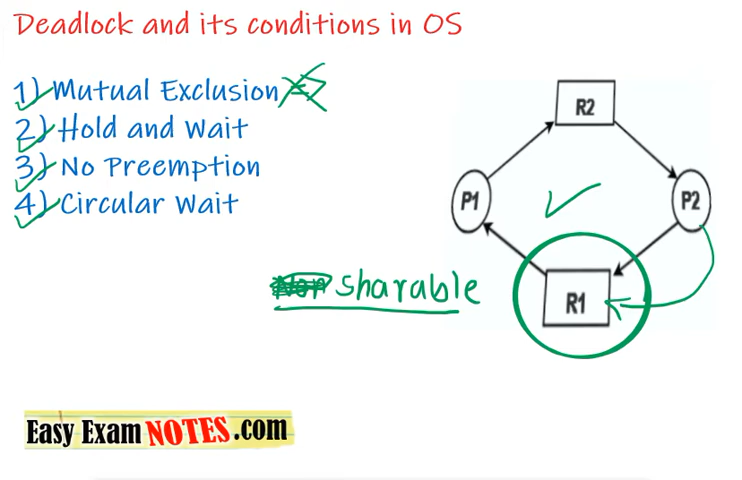 Deadlock and its conditions in OS
1) Mutual Exclusion
2) Hold and Wait
3) No Preemption
4) Circular Wait
R2
P1
P2
R1
sharable
Easy Exam NOTES.com